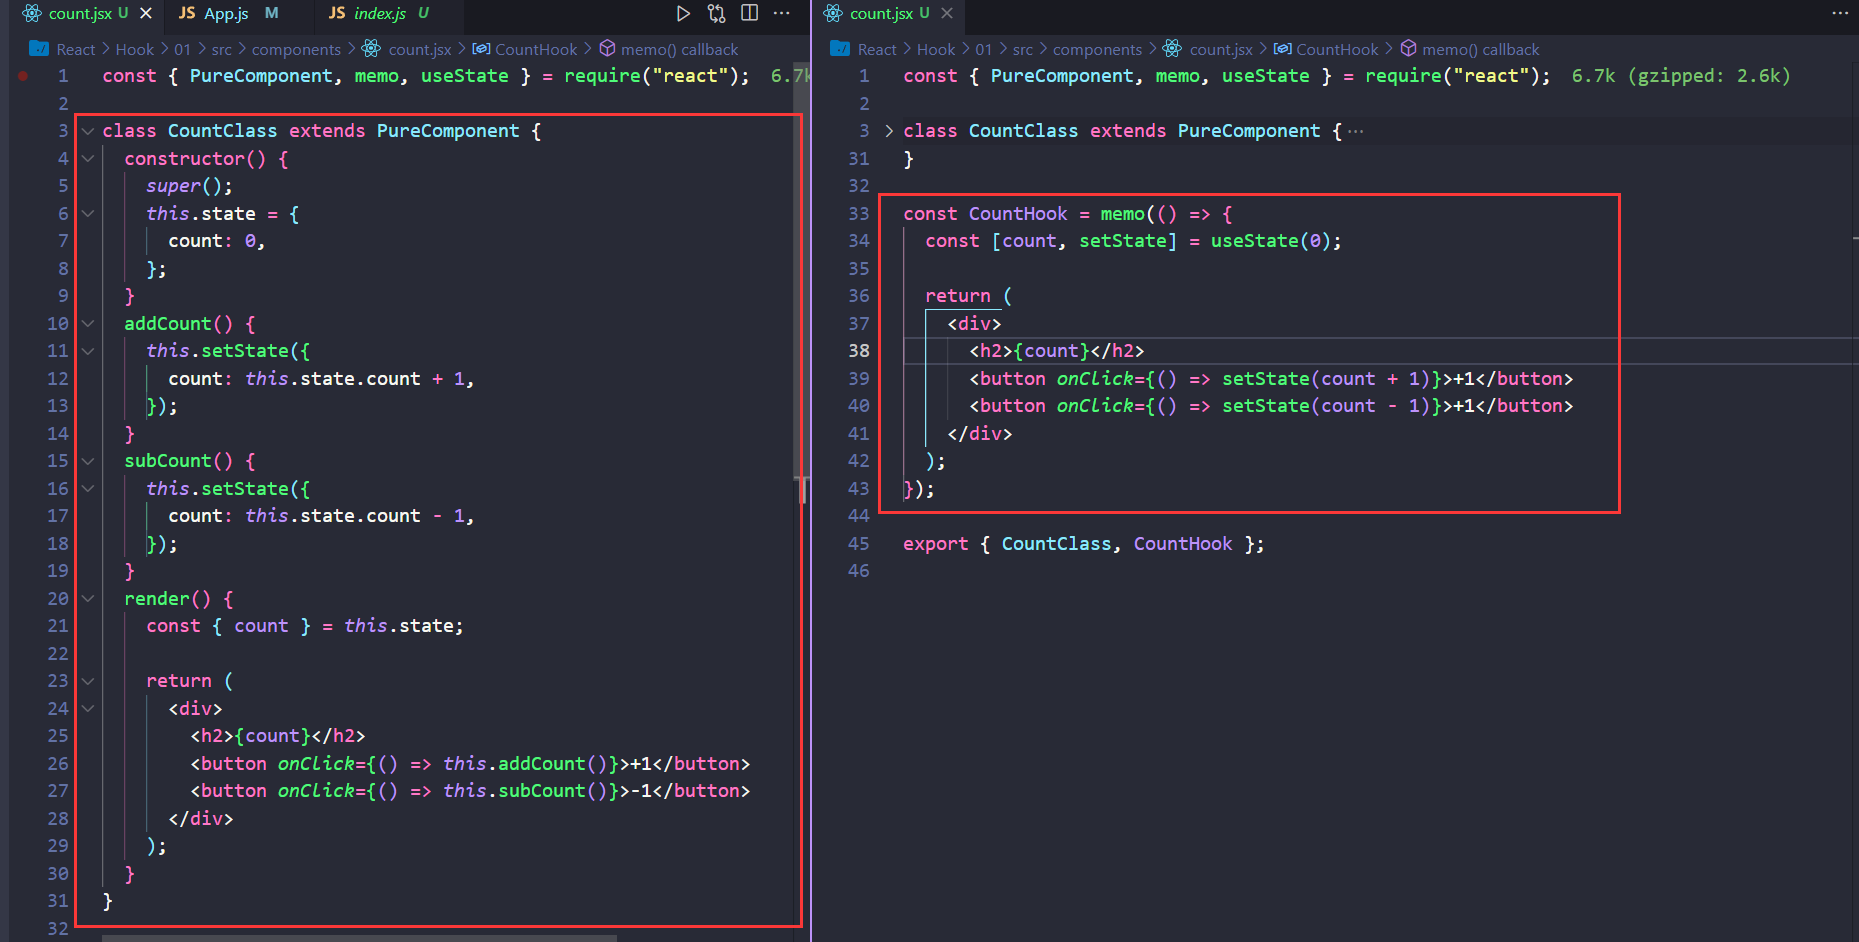 count.jsx U
JS App.js M
JS index.js U
React > Hook > 01 > src > components > count.jsx > CountHook > memo() callback
1 const { PureComponent, memo, useState } = require("react"); 6.7k
2
3 class CountClass extends PureComponent {
4 constructor() {
5 super();
6 this.state = {
7 count: 0,
8 };
9 }
10 addCount() {
11 this.setState({
12 count: this.state.count + 1,
13 });
14 }
15 subCount() {
16 this.setState({
17 count: this.state.count - 1,
18 });
19 }
20 render() {
21 const { count } = this.state;
22
23 return (
24 <div>
25 <h2>{count}</h2>
26 <button onClick={() => this.addCount()}>+1</button>
27 <button onClick={() => this.subCount()}>-1</button>
28 </div>
29 );
30 }
31 }
32
count.jsx U
React > Hook > 01 > src > components > count.jsx > CountHook > memo() callback
1 const { PureComponent, memo, useState } = require("react"); 6.7k (gzipped: 2.6k)
2
3 class CountClass extends PureComponent {···
31 }
32
33 const CountHook = memo(() => {
34 const [count, setState] = useState(0);
35
36 return (
37 <div>
38 <h2>{count}</h2>
39 <button onClick={() => setState(count + 1)}>+1</button>
40 <button onClick={() => setState(count - 1)}>+1</button>
41 </div>
42 );
43 });
44
45 export { CountClass, CountHook };
46